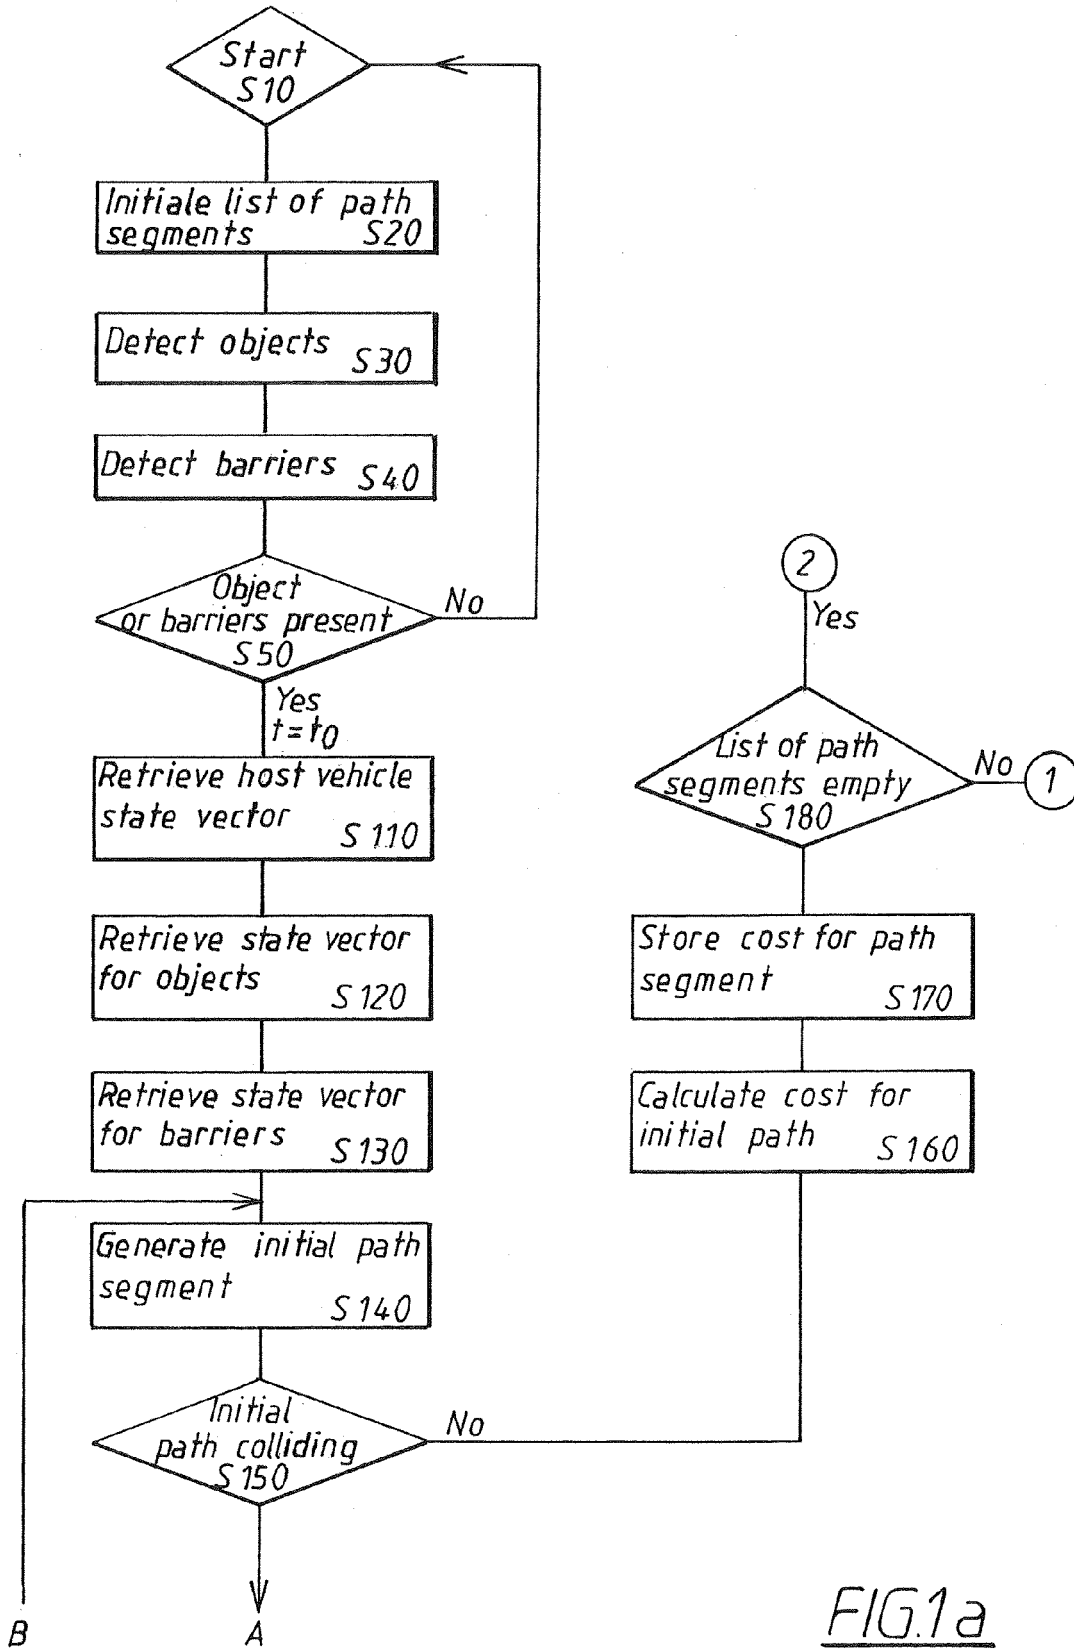 Start
S10
Initiale list of path
segments S20
Detect objects S30
Detect barriers S40
Object
or barriers present
S50
No
Yes
t=t0
Retrieve host vehicle
state vector S110
Retrieve state vector
for objects S120
Retrieve state vector
for barriers S130
Generate initial path
segment S140
Initial
path colliding
S150
No
B
A
2
Yes
List of path
segments empty
S180
No
1
Store cost for path
segment S170
Calculate cost for
initial path S160
FIG.1a